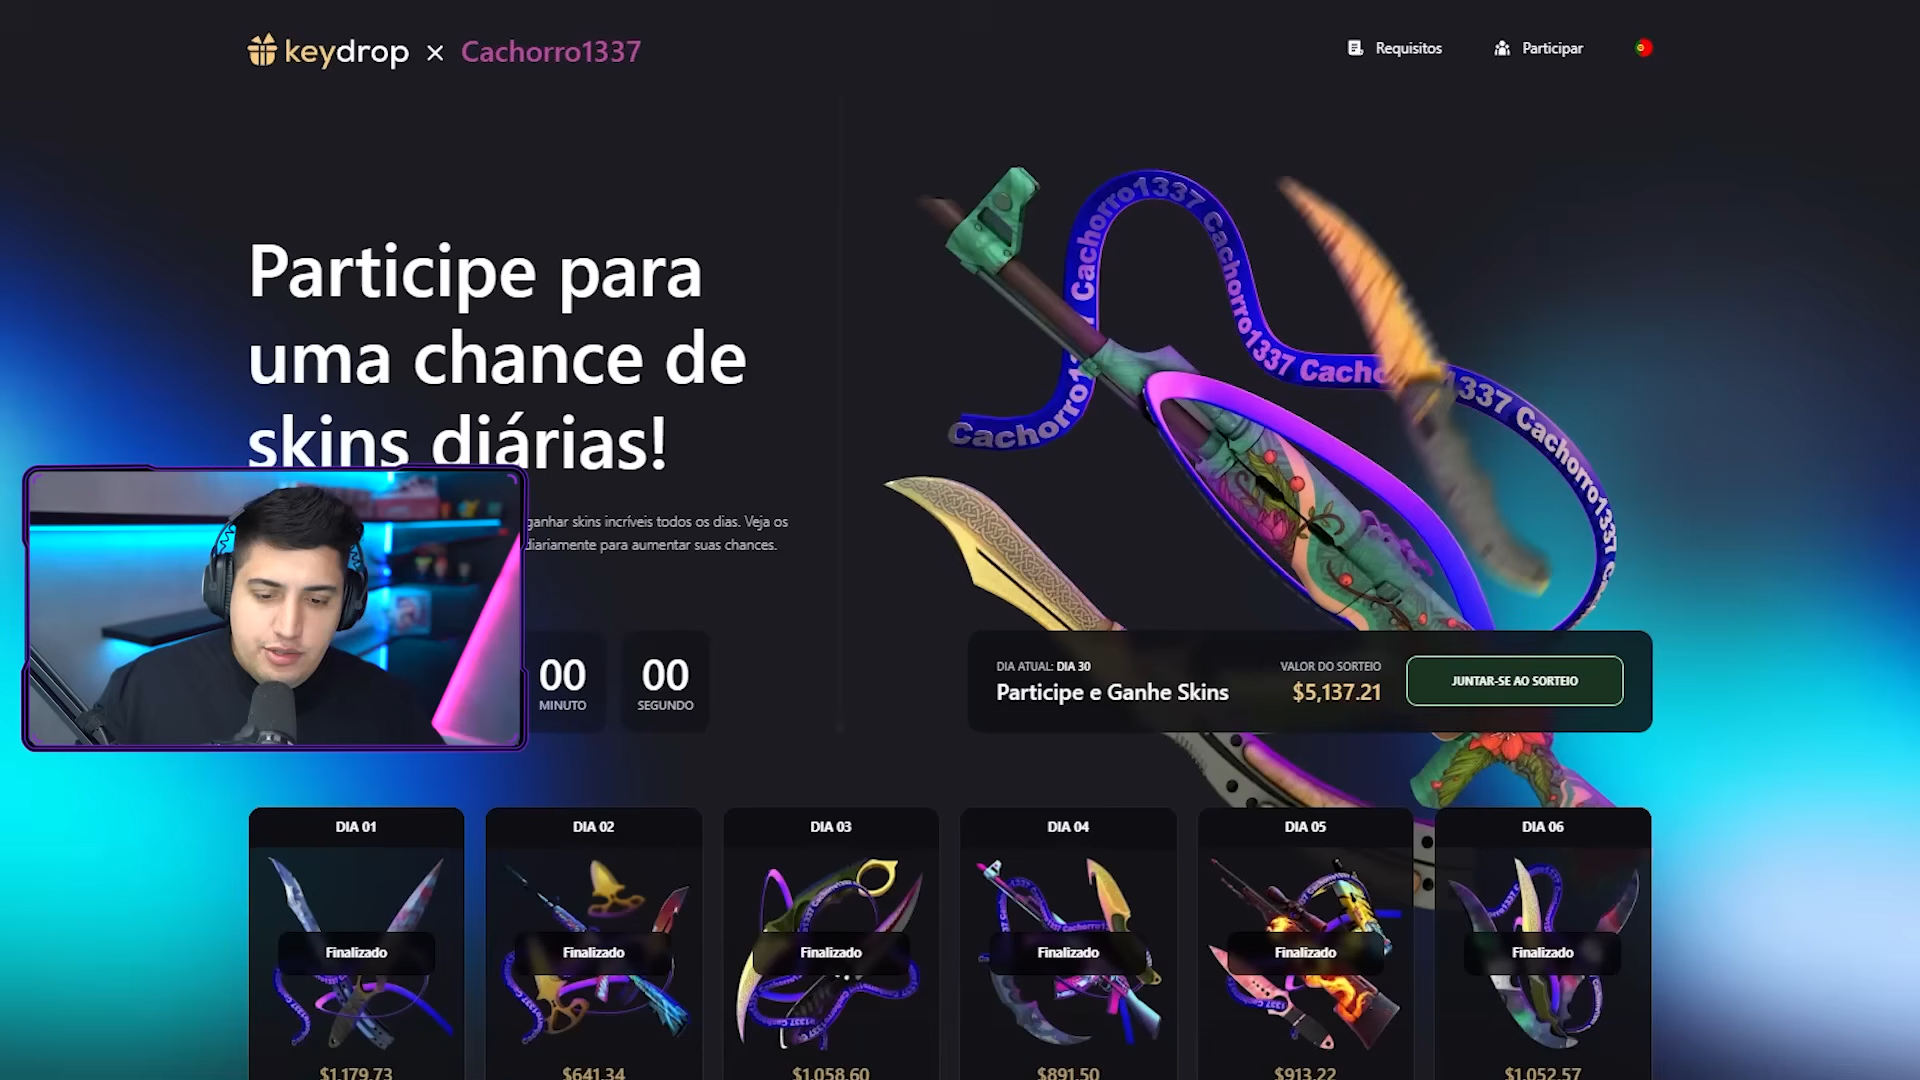 keydrop × Cachorro1337
Requisitos
Participar
Participe para
uma chance de
skins diárias!
ganhar skins incríveis todos os dias. Veja os
diariamente para aumentar suas chances.
00
MINUTO
00
SEGUNDO
Cachorro1337 Cachorro1337 Cachorro1337 Cachorro1337 Cachorro1337
DIA ATUAL: DIA 30
Participe e Ganhe Skins
VALOR DO SORTEIO
$5,137.21
JUNTAR-SE AO SORTEIO
DIA 01
Finalizado
$1,179.73
DIA 02
Finalizado
$641.34
DIA 03
Finalizado
$1,058.60
DIA 04
Finalizado
$891.50
DIA 05
Finalizado
$913.22
DIA 06
Finalizado
$1,052.57